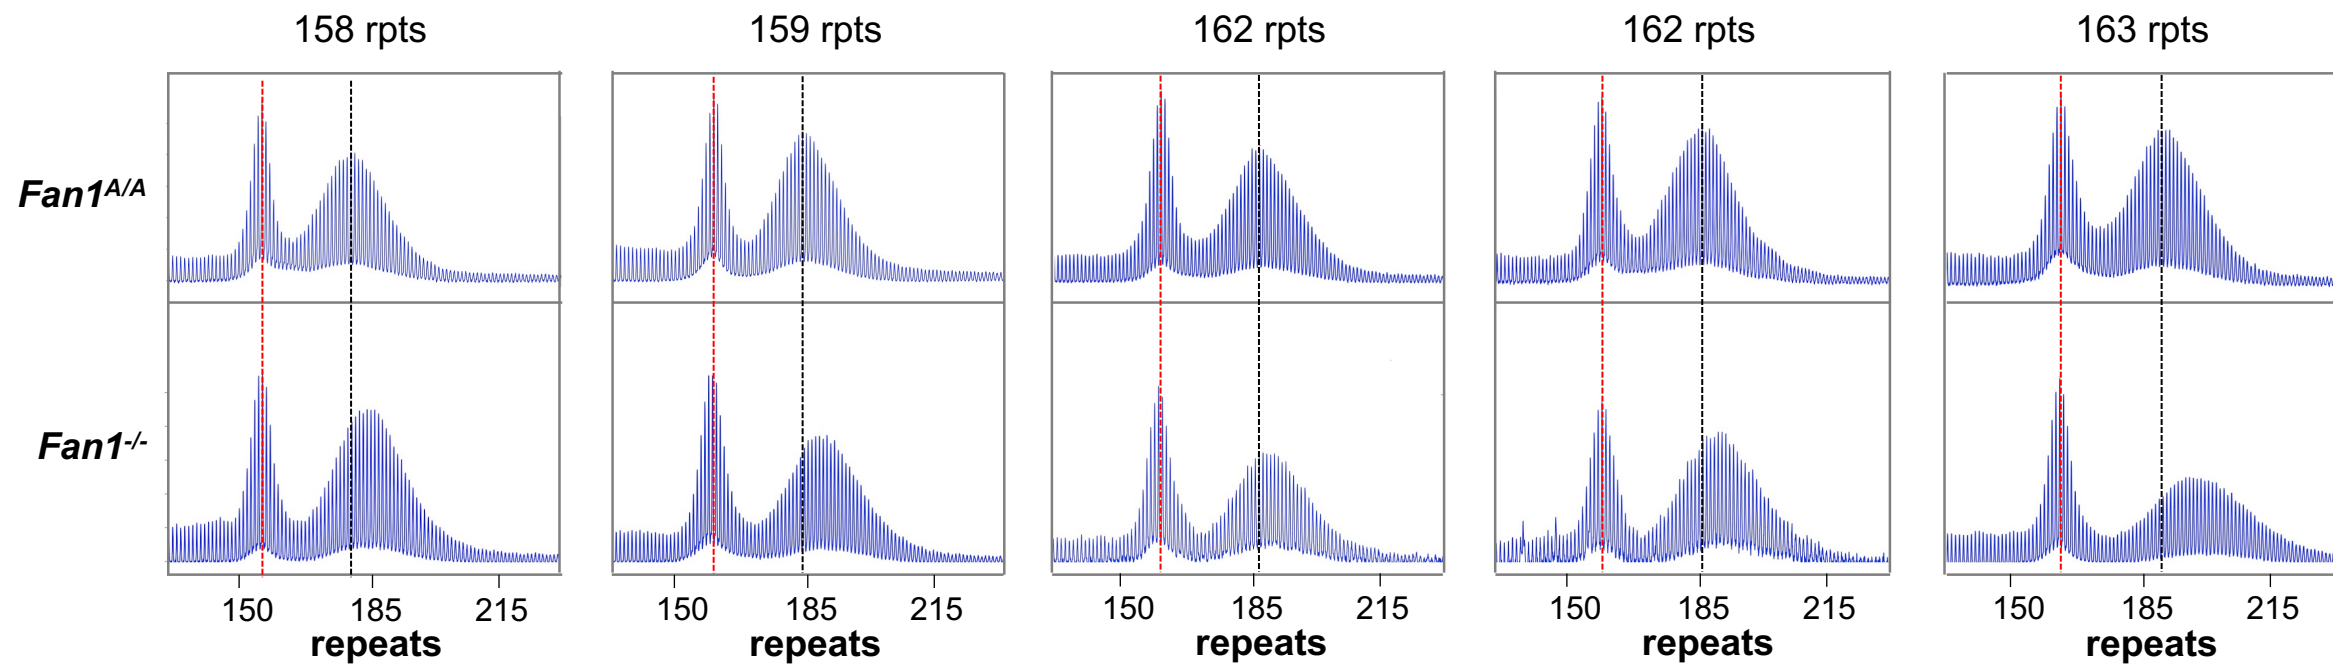 158 rpts 159 rpts 162 rpts 162 rpts 163 rpts
Fan1A/A
Fan1-/-
150 185 215 150 185 215 150 185 215 150 185 215 150 185 215
repeats repeats repeats repeats repeats